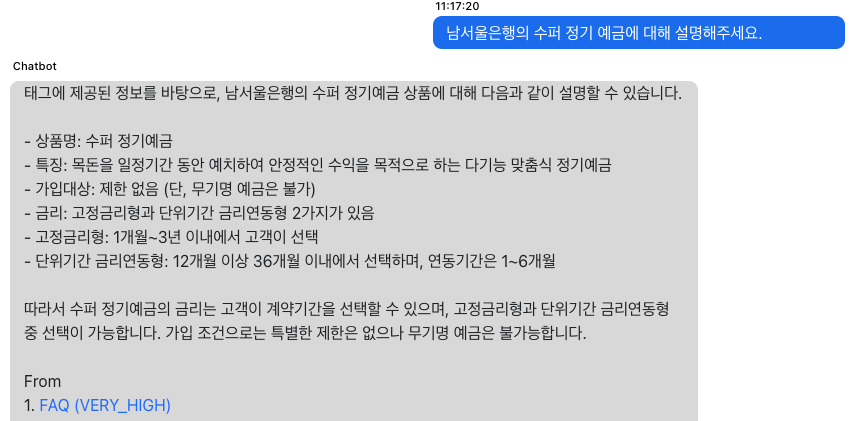 11:17:20
남서울은행의 수퍼 정기 예금에 대해 설명해주세요.
Chatbot
태그에 제공된 정보를 바탕으로, 남서울은행의 수퍼 정기예금 상품에 대해 다음과 같이 설명할 수 있습니다.
- 상품명: 수퍼 정기예금
- 특징: 목돈을 일정기간 동안 예치하여 안정적인 수익을 목적으로 하는 다기능 맞춤식 정기예금
- 가입대상: 제한 없음 (단, 무기명 예금은 불가)
- 금리: 고정금리형과 단위기간 금리연동형 2가지가 있음
- 고정금리형: 1개월~3년 이내에서 고객이 선택
- 단위기간 금리연동형: 12개월 이상 36개월 이내에서 선택하며, 연동기간은 1~6개월
따라서 수퍼 정기예금의 금리는 고객이 계약기간을 선택할 수 있으며, 고정금리형과 단위기간 금리연동형
중 선택이 가능합니다. 가입 조건으로는 특별한 제한은 없으나 무기명 예금은 불가능합니다.
From
1. FAQ (VERY_HIGH)